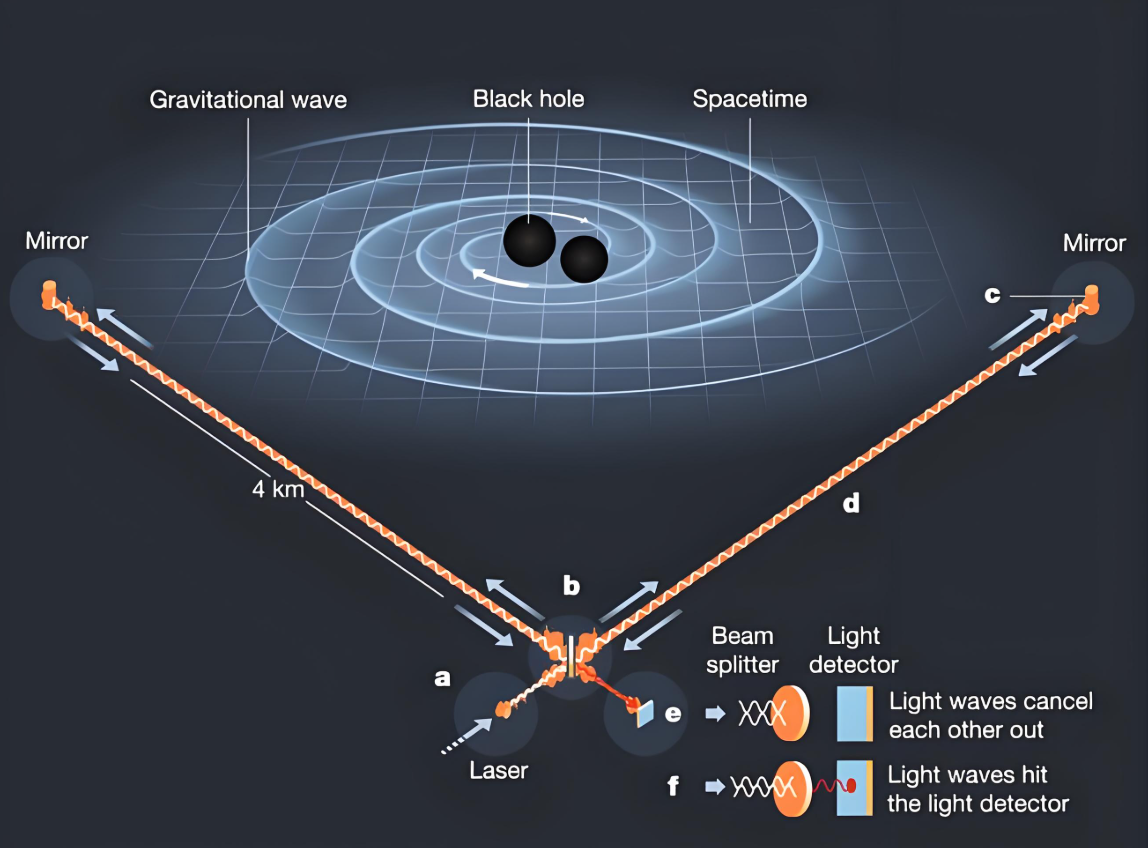 Gravitational wave
Black hole
Spacetime
Mirror
Mirror
c
4 km
d
b
a
Laser
Beam
splitter
Light
detector
e
Light waves cancel
each other out
f
Light waves hit
the light detector